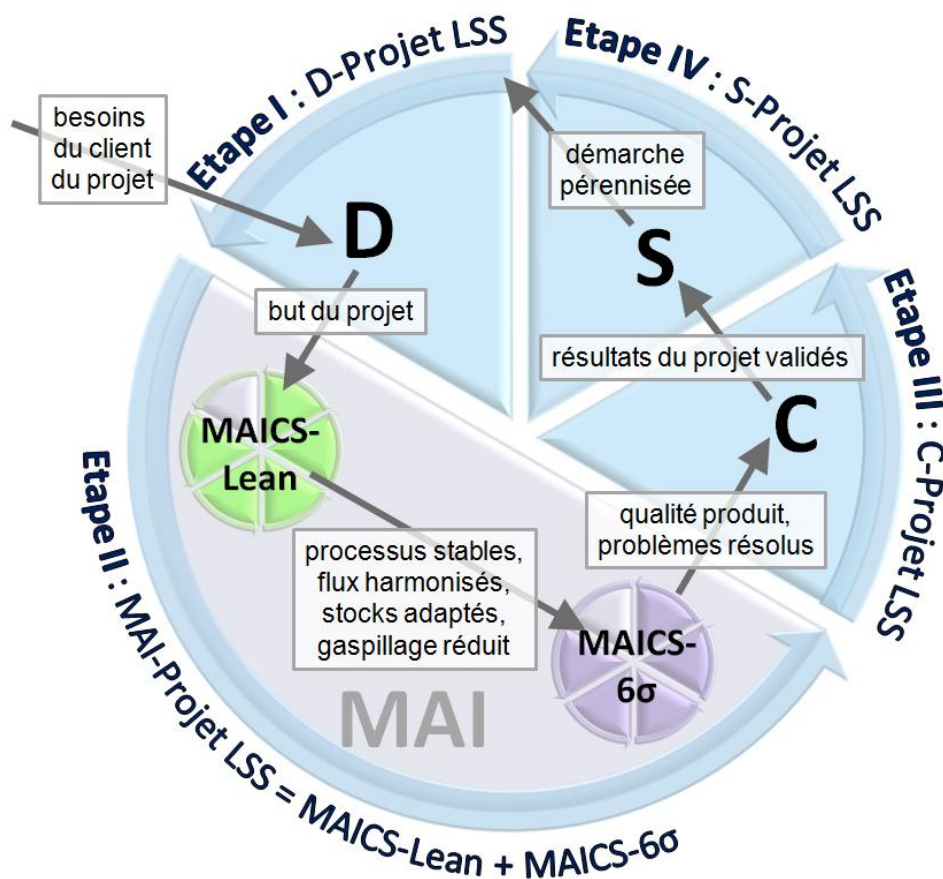 Etape I : D-Projet LSS
Etape IV : S-Projet LSS
besoins
du client
du projet
démarche
pérennisée
D
S
but du projet
résultats du projet validés
Etape III : C-Projet LSS
MAICS-
Lean
C
qualité produit,
problèmes résolus
processus stables,
flux harmonisés,
stocks adaptés,
gaspillage réduit
MAICS-
6σ
MAI
Etape II : MAI-Projet LSS = MAICS-Lean + MAICS-6σ